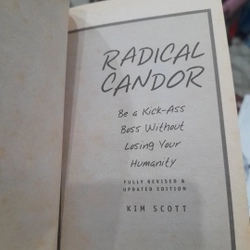 RADICAL
CANDOR
Be a Kick-Ass
Boss Without
Losing Your
Humanity
FULLY REVISED &
UPDATED EDITION
KIM SCOTT